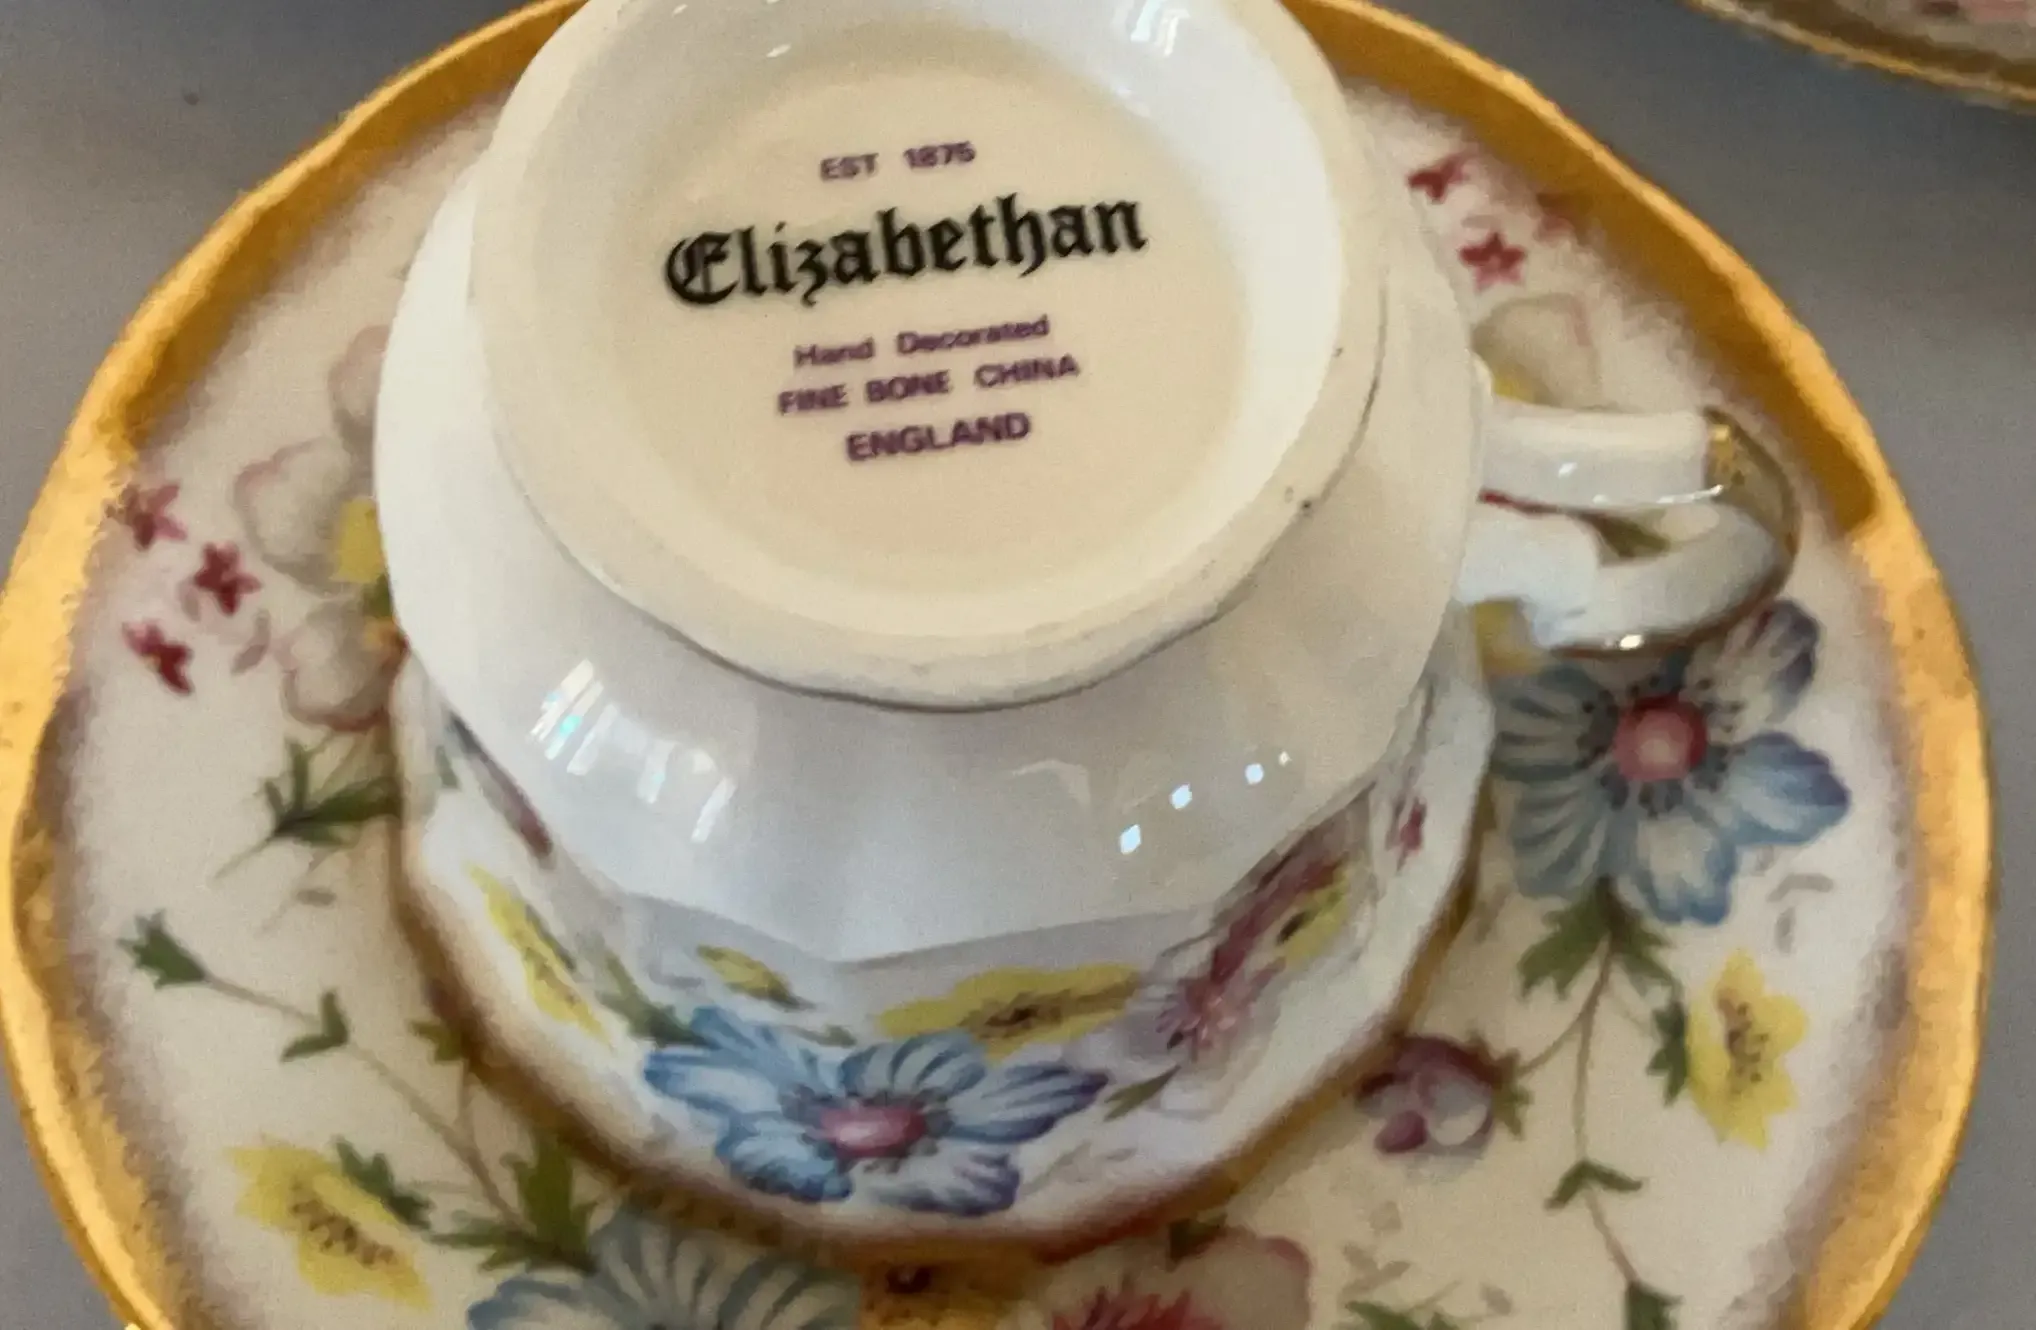 EST 1875
Elizabethan
Hand Decorated
FINE BONE CHINA
ENGLAND